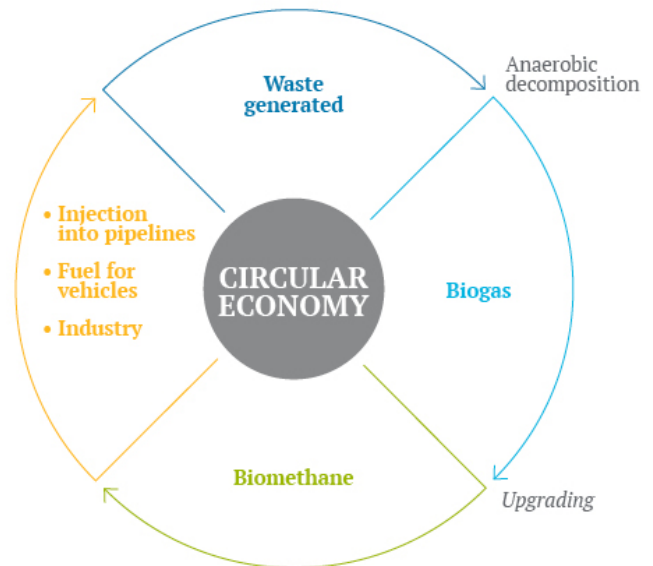 Waste
generated
Anaerobic
decomposition
• Injection
into pipelines
• Fuel for
vehicles
• Industry
CIRCULAR
ECONOMY
Biogas
Biomethane
Upgrading